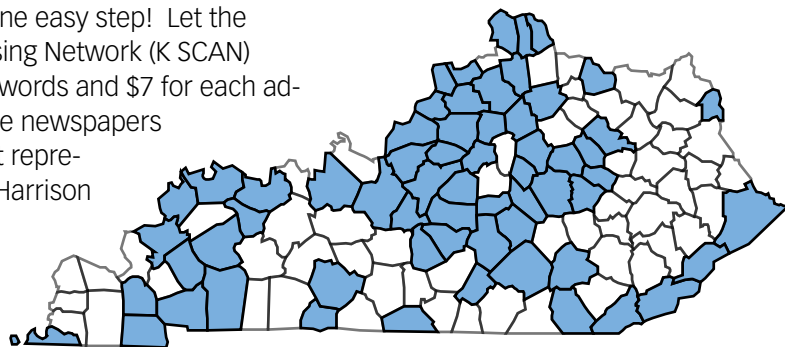 ne easy step! Let the
sing Network (K SCAN)
words and $7 for each ad-
e newspapers
t repre-
Harrison